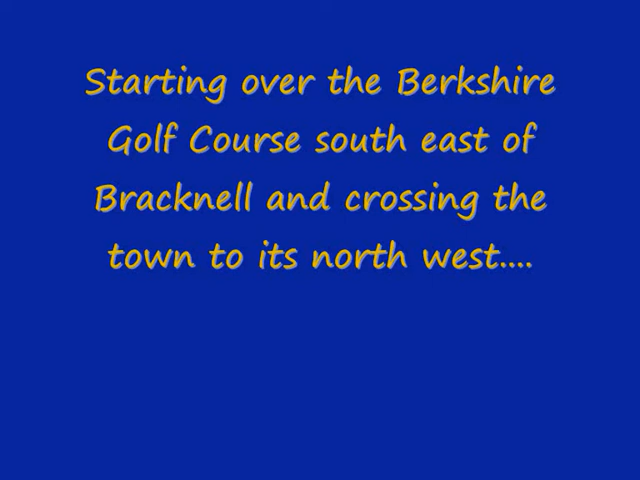 Starting over the Berkshire
Golf Course south east of
Bracknell and crossing the
town to its north west....